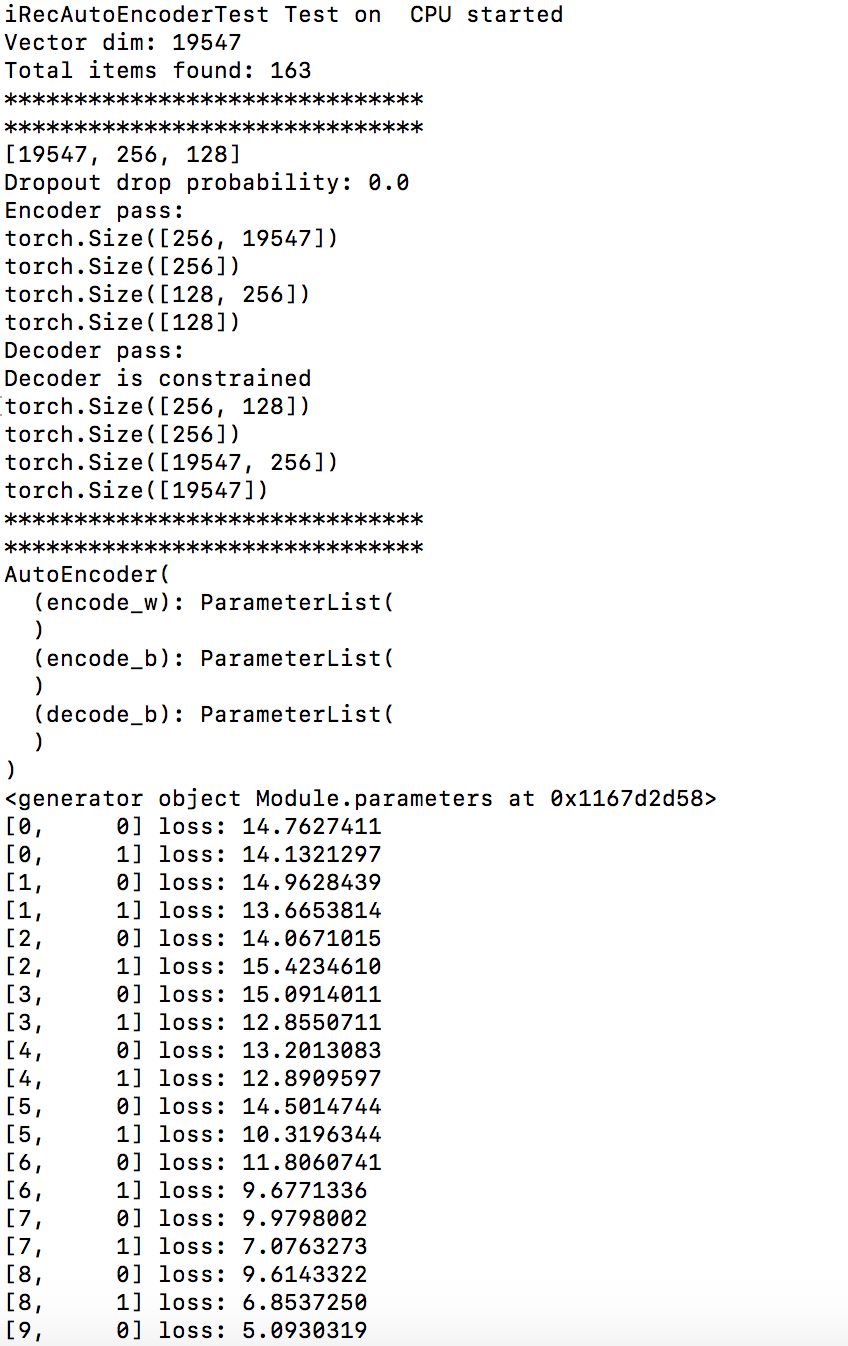 iRecAutoEncoderTest Test on  CPU started
Vector dim: 19547
Total items found: 163
******************************
******************************
[19547, 256, 128]
Dropout drop probability: 0.0
Encoder pass:
torch.Size([256, 19547])
torch.Size([256])
torch.Size([128, 256])
torch.Size([128])
Decoder pass:
Decoder is constrained
torch.Size([256, 128])
torch.Size([256])
torch.Size([19547, 256])
torch.Size([19547])
******************************
******************************
AutoEncoder(
  (encode_w): ParameterList(
  )
  (encode_b): ParameterList(
  )
  (decode_b): ParameterList(
  )
)
<generator object Module.parameters at 0x1167d2d58>
[0,     0] loss: 14.7627411
[0,     1] loss: 14.1321297
[1,     0] loss: 14.9628439
[1,     1] loss: 13.6653814
[2,     0] loss: 14.0671015
[2,     1] loss: 15.4234610
[3,     0] loss: 15.0914011
[3,     1] loss: 12.8550711
[4,     0] loss: 13.2013083
[4,     1] loss: 12.8909597
[5,     0] loss: 14.5014744
[5,     1] loss: 10.3196344
[6,     0] loss: 11.8060741
[6,     1] loss: 9.6771336
[7,     0] loss: 9.9798002
[7,     1] loss: 7.0763273
[8,     0] loss: 9.6143322
[8,     1] loss: 6.8537250
[9,     0] loss: 5.0930319